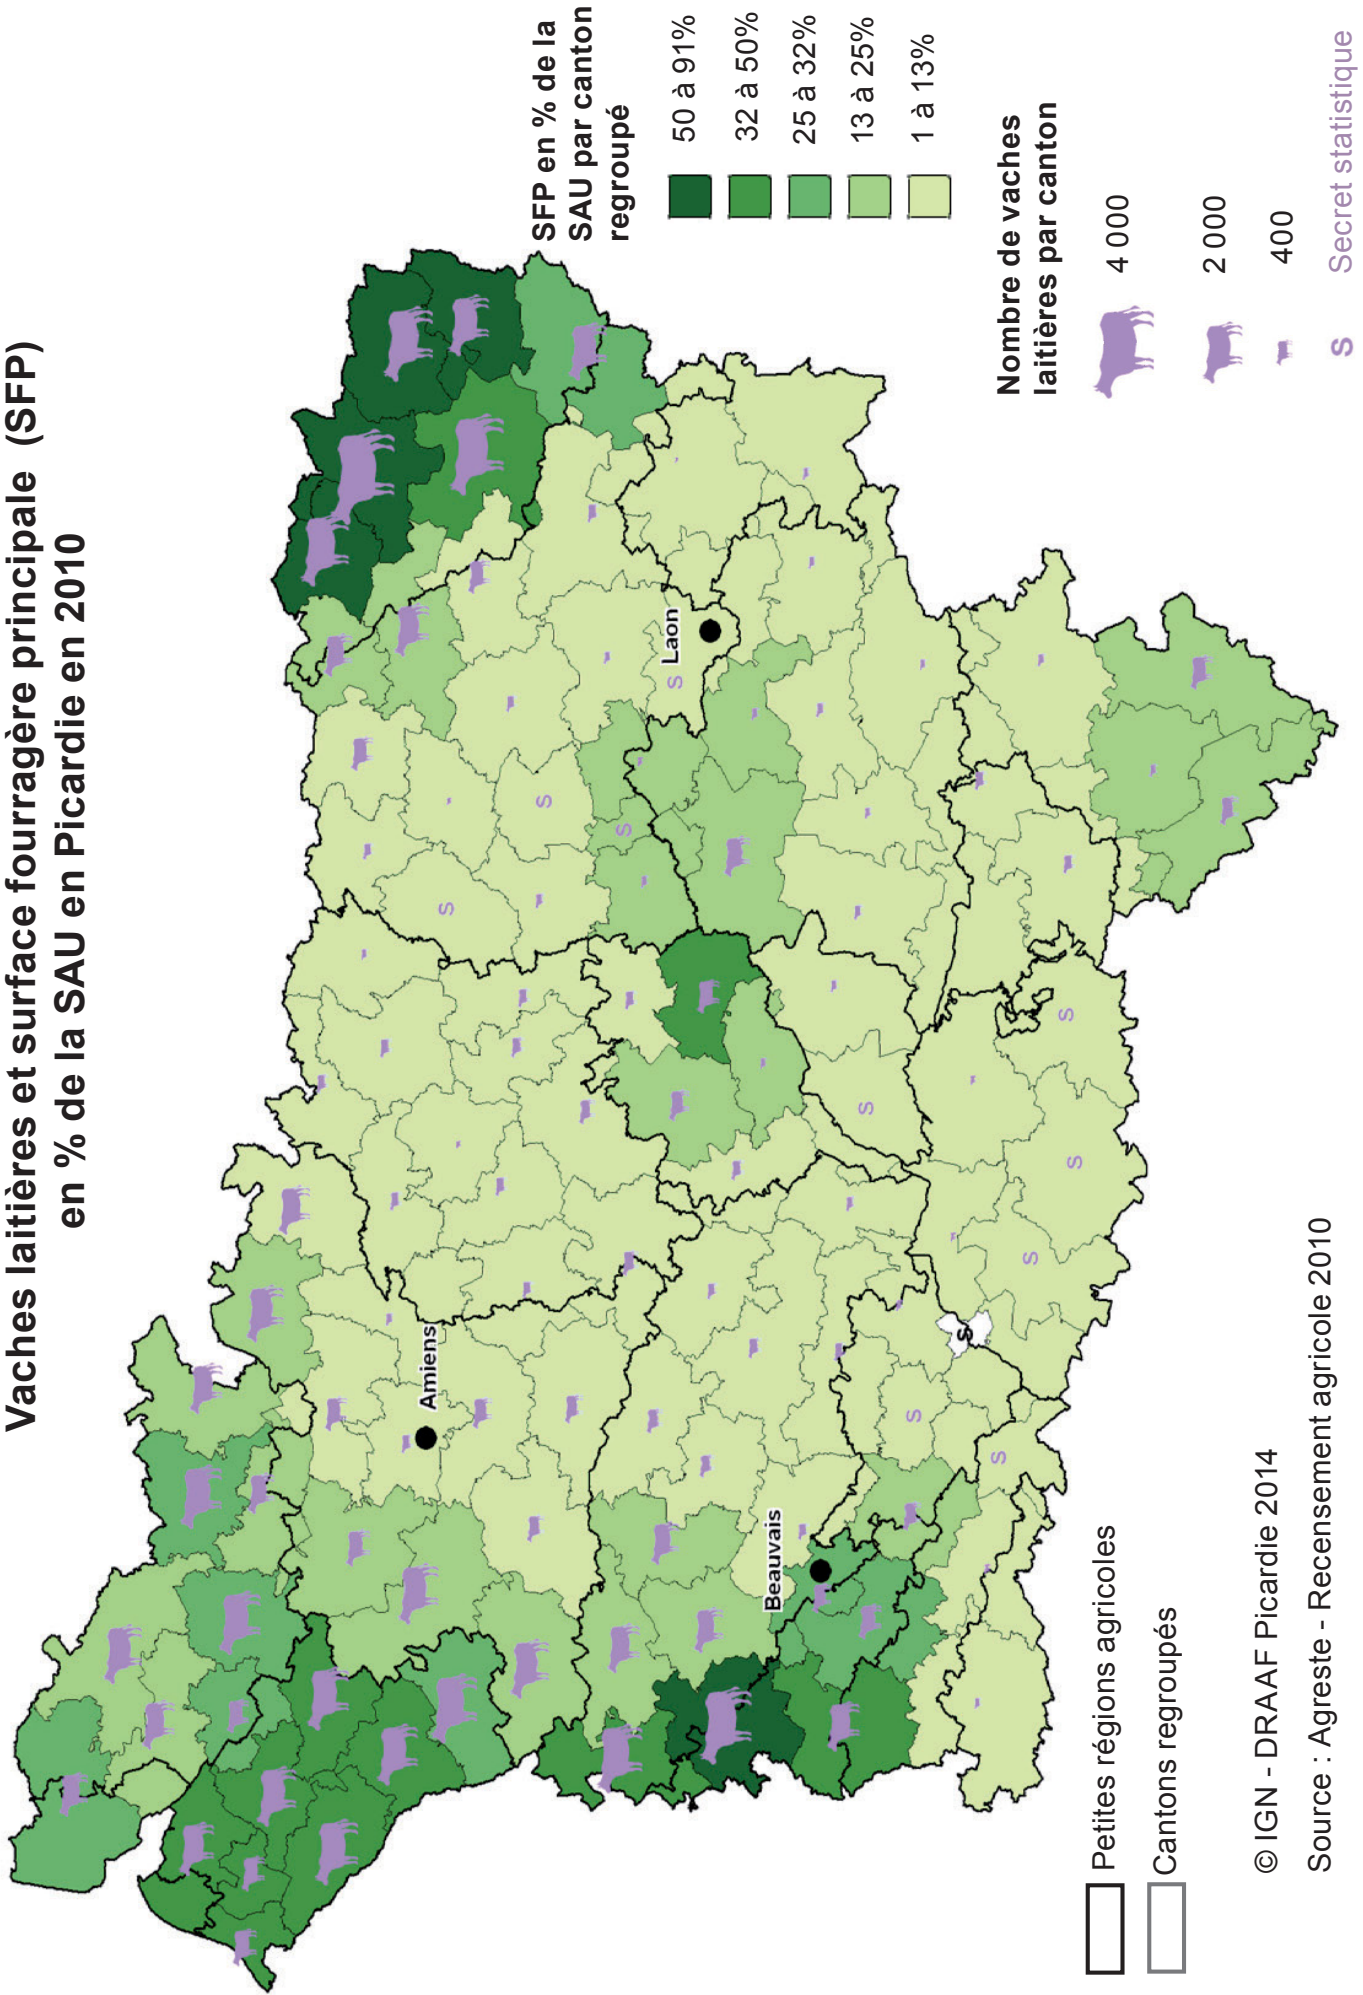 Vaches laitières et surface fourragère principale (SFP)
en % de la SAU en Picardie en 2010
SFP en % de la
SAU par canton
regroupé
50 à 91%
32 à 50%
25 à 32%
13 à 25%
1 à 13%
Nombre de vaches
laitières par canton
4 000
2 000
400
S Secret statistique
Laon
Amiens
Beauvais
S
S
S
S
S
S
S
S
S
S
S
S
Petites régions agricoles
Cantons regroupés
© IGN - DRAAF Picardie 2014
Source : Agreste - Recensement agricole 2010